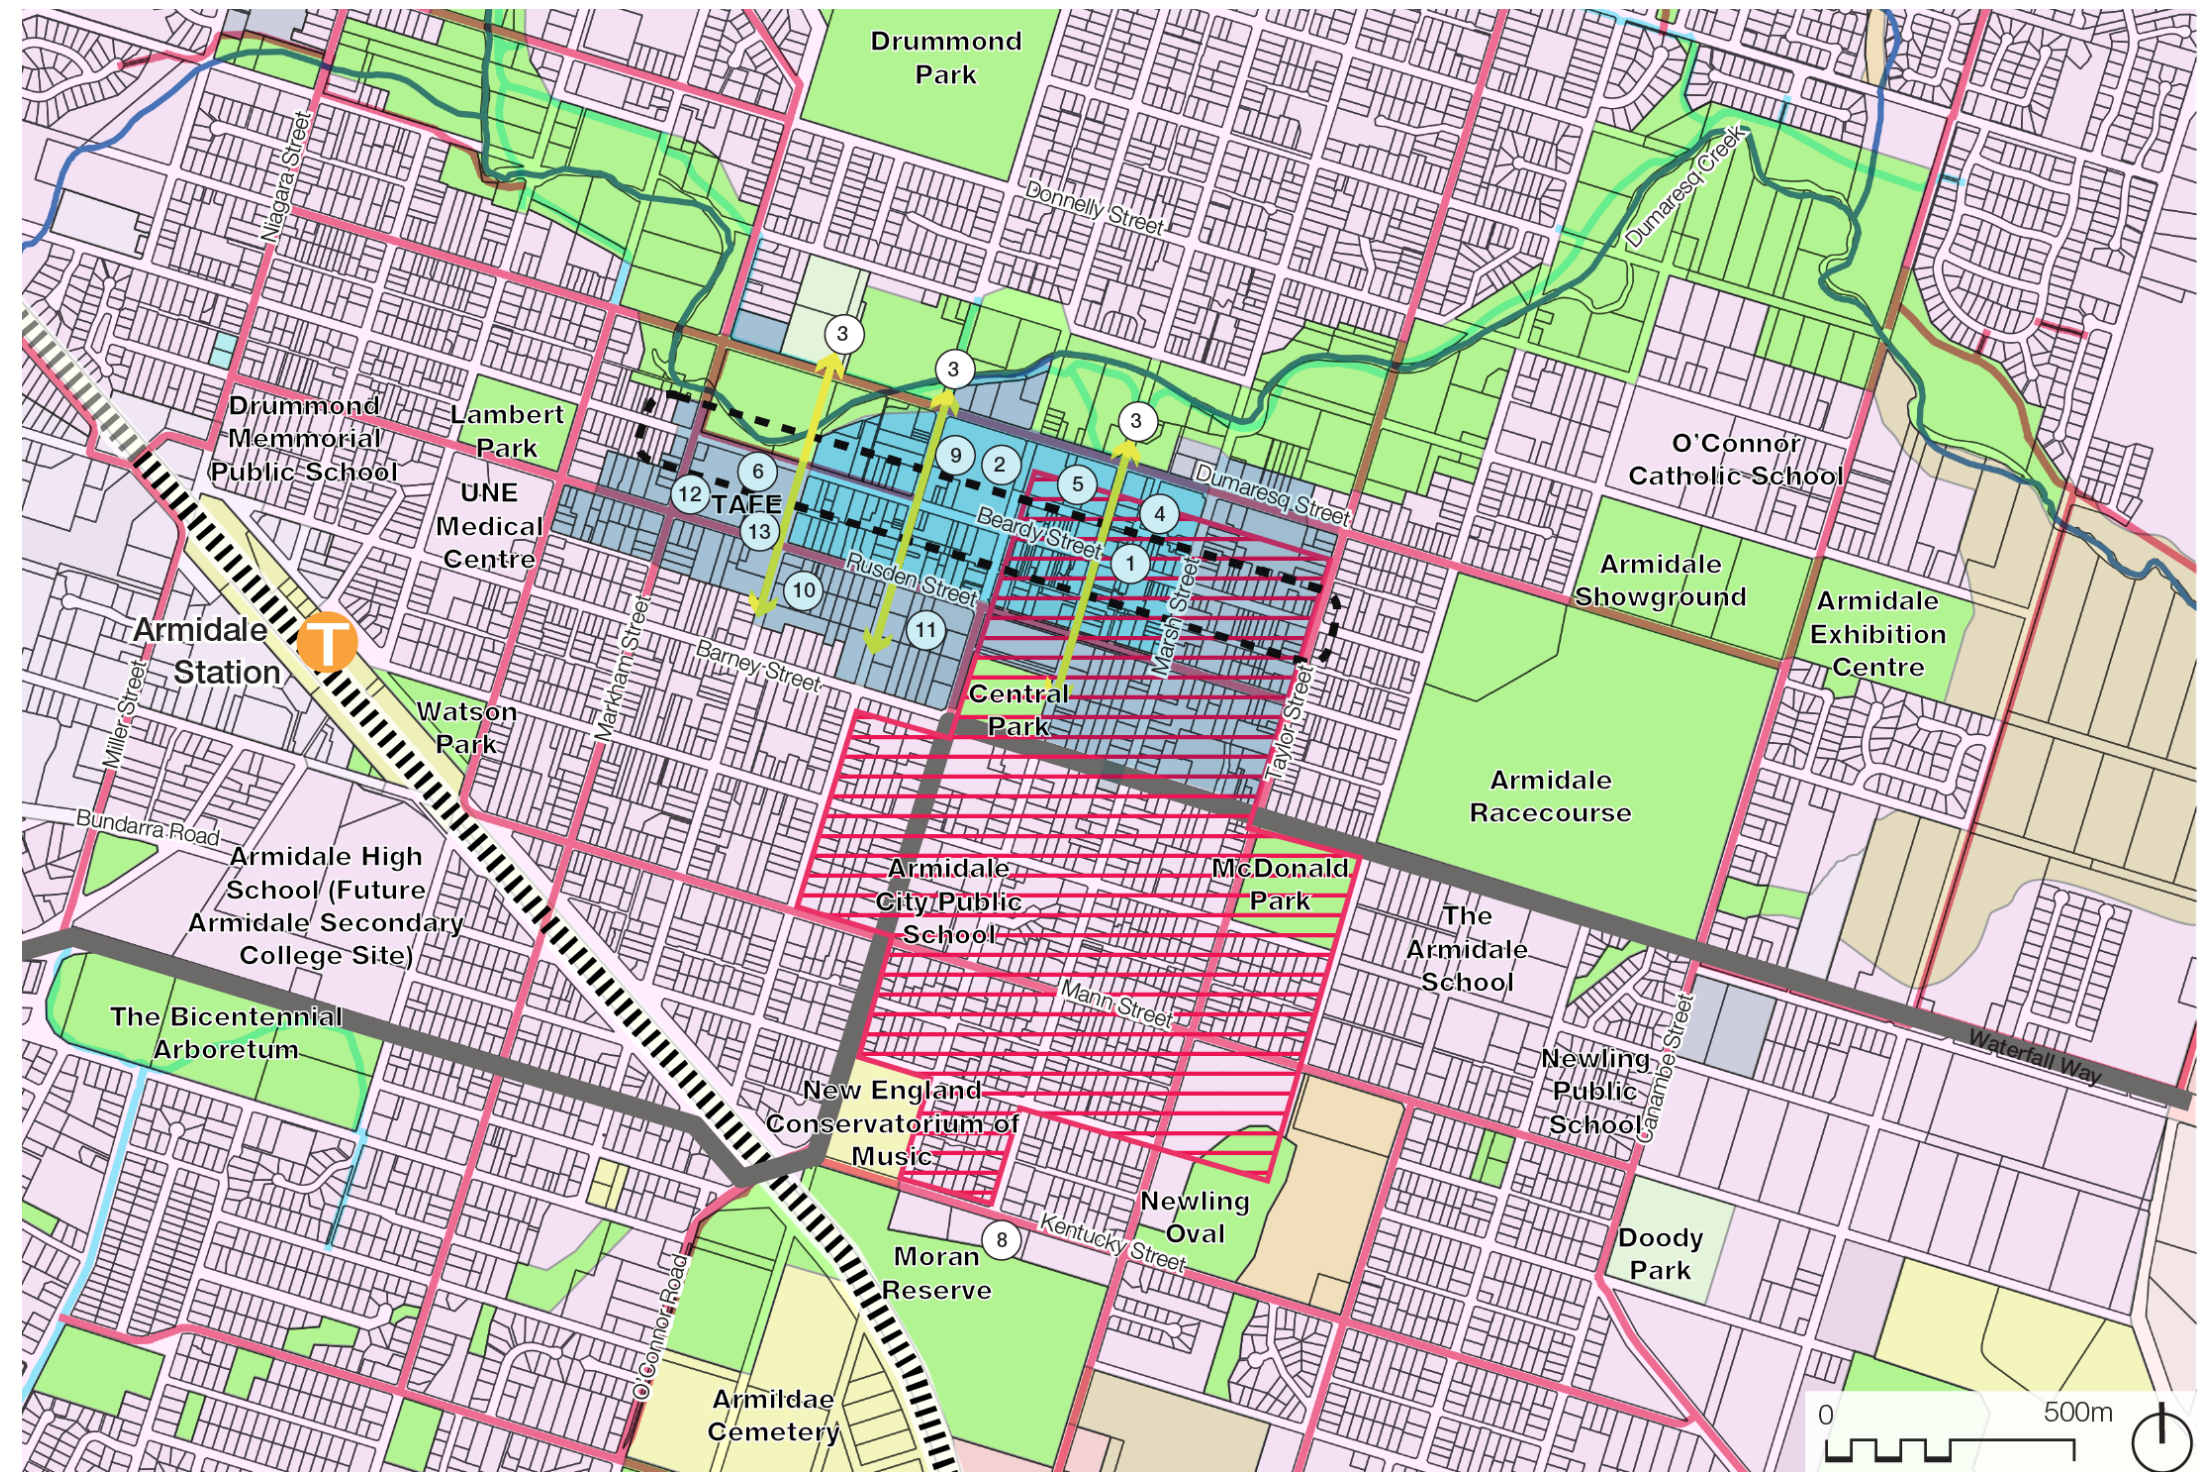 Drummond
Park
Donnelly Street
Dumaresq Creek
Niagara Street
3
3
3
Drummond
Memmorial
Public School
Lambert
Park
UNE
Medical
Centre
6
12
TAFE
13
9
2
5
4
1
10
11
Dumaresq Street
Beardy Street
Rusden Street
Marsh Street
Barney Street
Markham Street
Taylor Street
O'Connor
Catholic School
Armidale
Showground
Armidale
Exhibition
Centre
Armidale
Station
T
Miller Street
Watson
Park
Central
Park
Armidale
Racecourse
Bundarra Road
Armidale High
School (Future
Armidale Secondary
College Site)
Armidale
City Public
School
McDonald
Park
The
Armidale
School
The Bicentennial
Arboretum
Mann Street
Canambe Street
Waterfall Way
Newling
Public
School
New England
Conservatorium of
Music
Newling
Oval
Kentucky Street
8
Moran
Reserve
Doody
Park
O'Connor Road
Armildae
Cemetery
0
500m